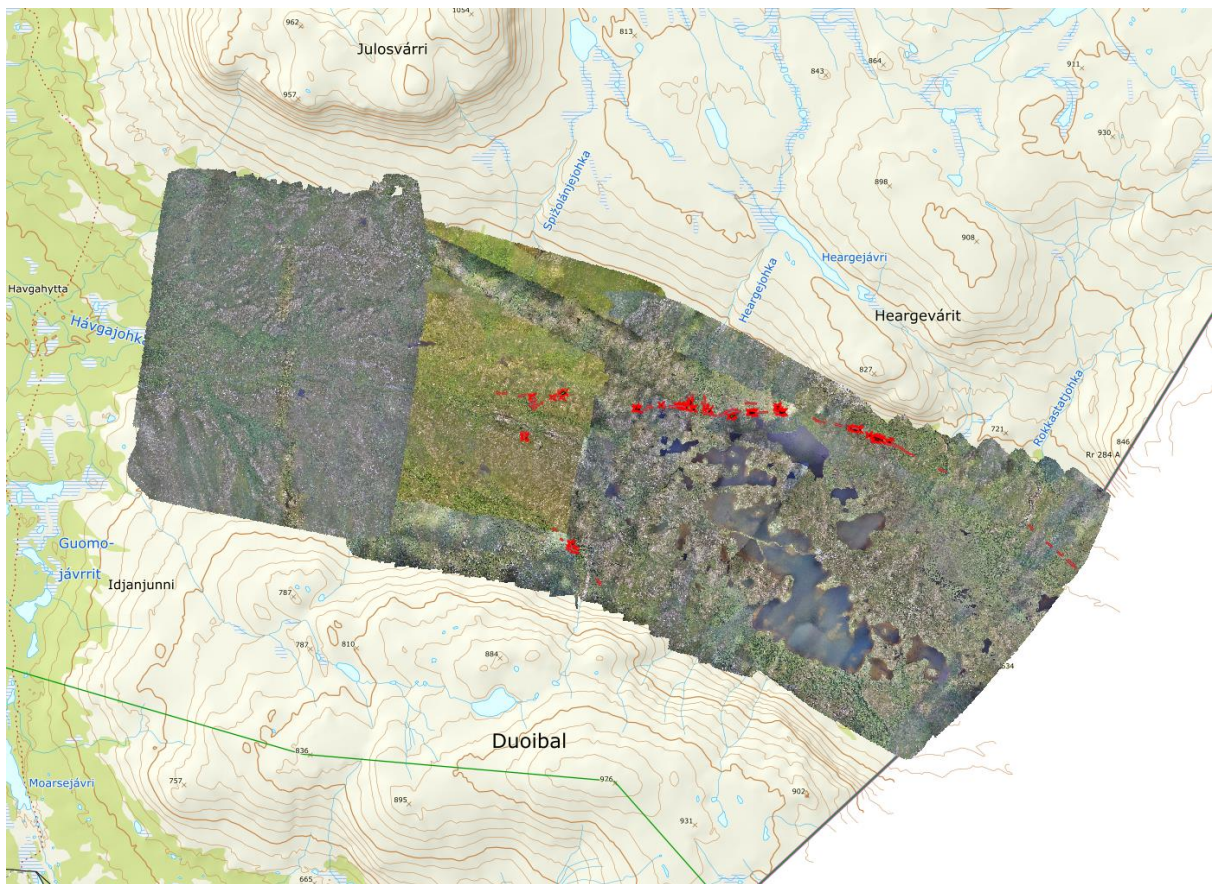 1054
962
Julosvárri
813
843
864
911
957
930
898
Spižolánjejohka
908
Heargejávri
Heargejohka
Havgahytta
Hávgajohk
Heargevárit
827
721
Rokkastatjohka
846
Rr 284 A
Guomo-
jávrrit
Idjanjunni
787
787
810
884
634
Duoibal
836
976
Moarsejávri
757
895
902
931
665